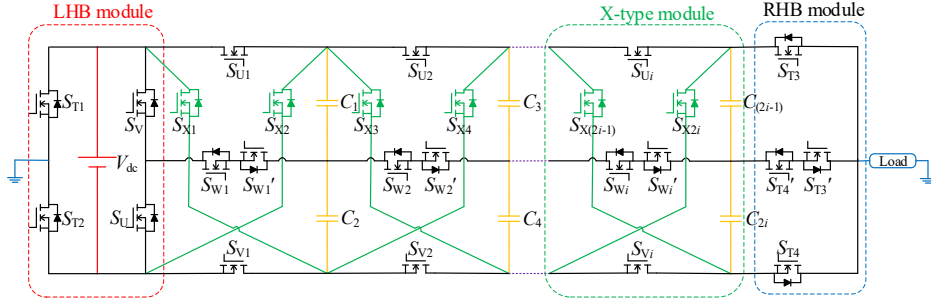 LHB module
X-type module
RHB module
S_U1
S_U2
S_Ui
S_T3
S_T1
S_V
S_X1
S_X2
C_1
S_X3
S_X4
C_3
S_X(2i-1)
S_X2i
C_(2i-1)
V_dc
S_W1
S_W1'
S_W2
S_W2'
S_Wi
S_Wi'
S_T4'
S_T3'
Load
S_T2
S_U
C_2
C_4
C_2i
S_V1
S_V2
S_Vi
S_T4